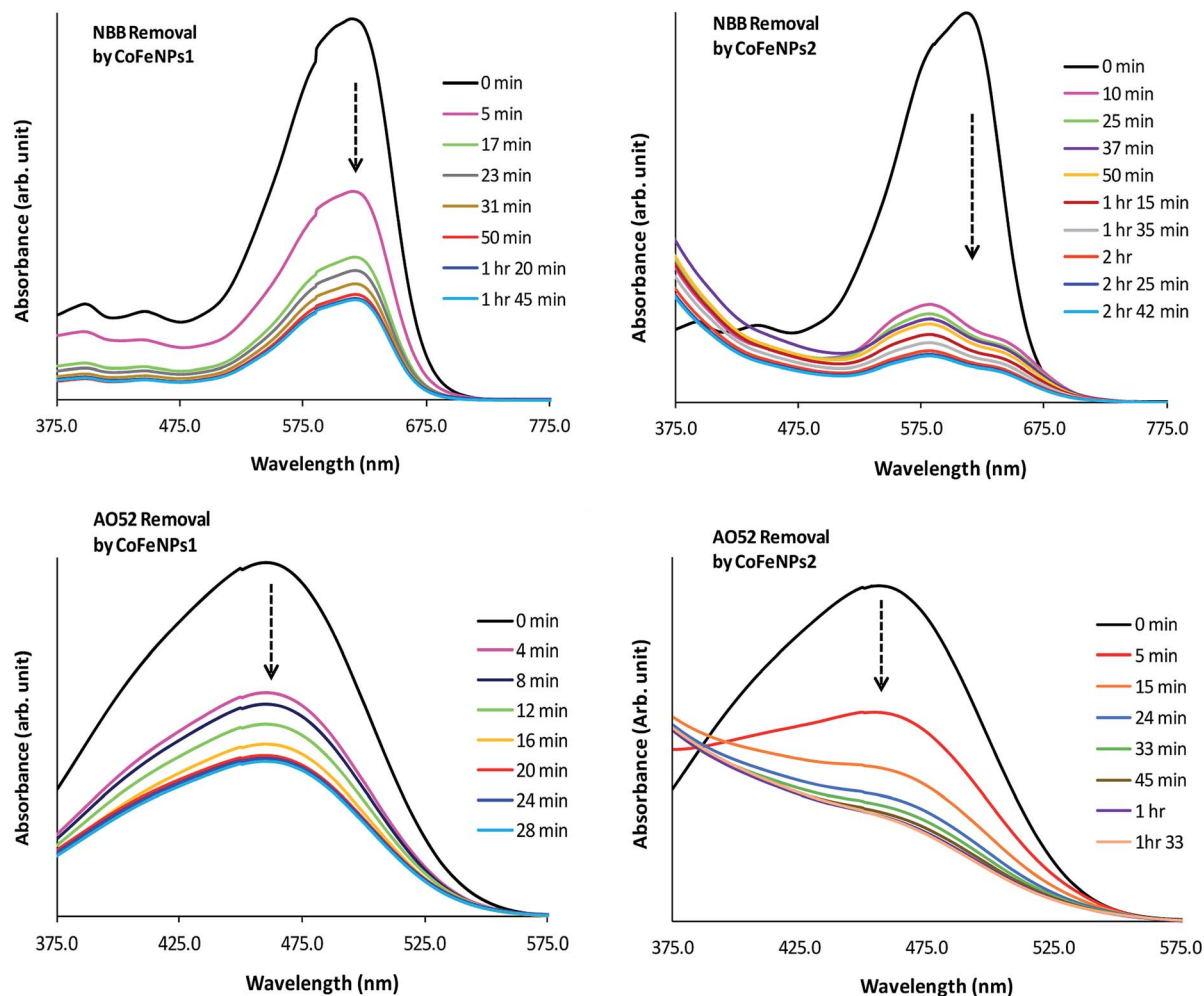 NBB Removal
by CoFeNPs1
Absorbance (arb. unit)
0 min
5 min
17 min
23 min
31 min
50 min
1 hr 20 min
1 hr 45 min
375.0 475.0 575.0 675.0 775.0
Wavelength (nm)
NBB Removal
by CoFeNPs2
Absorbance (arb. unit)
0 min
10 min
25 min
37 min
50 min
1 hr 15 min
1 hr 35 min
2 hr
2 hr 25 min
2 hr 42 min
375.0 475.0 575.0 675.0 775.0
Wavelength (nm)
AO52 Removal
by CoFeNPs1
Absorbance (arb. unit)
0 min
4 min
8 min
12 min
16 min
20 min
24 min
28 min
375.0 425.0 475.0 525.0 575.0
Wavelength (nm)
AO52 Removal
by CoFeNPs2
Absorbance (Arb. unit)
0 min
5 min
15 min
24 min
33 min
45 min
1 hr
1hr 33
375.0 425.0 475.0 525.0 575.0
Wavelength (nm)